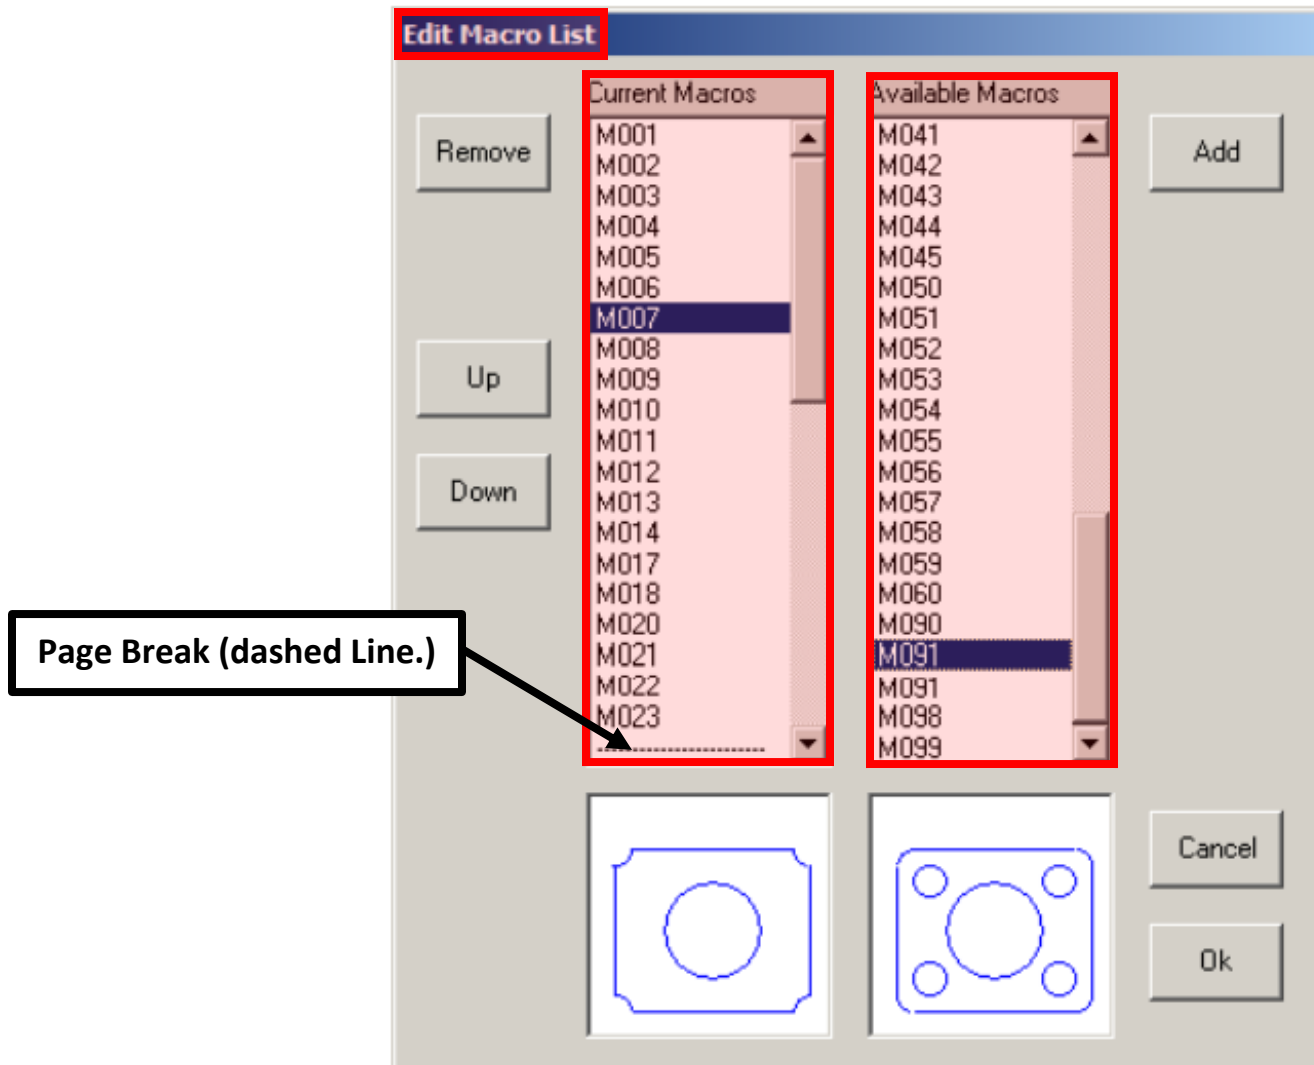 Edit Macro List
Current Macros
Available Macros
Remove
Add
Up
Down
M001
M002
M003
M004
M005
M006
M007
M008
M009
M010
M011
M012
M013
M014
M017
M018
M020
M021
M022
M023
------------------------
M041
M042
M043
M044
M045
M050
M051
M052
M053
M054
M055
M056
M057
M058
M059
M060
M090
M091
M091
M098
M099
Page Break (dashed Line.)
Cancel
Ok